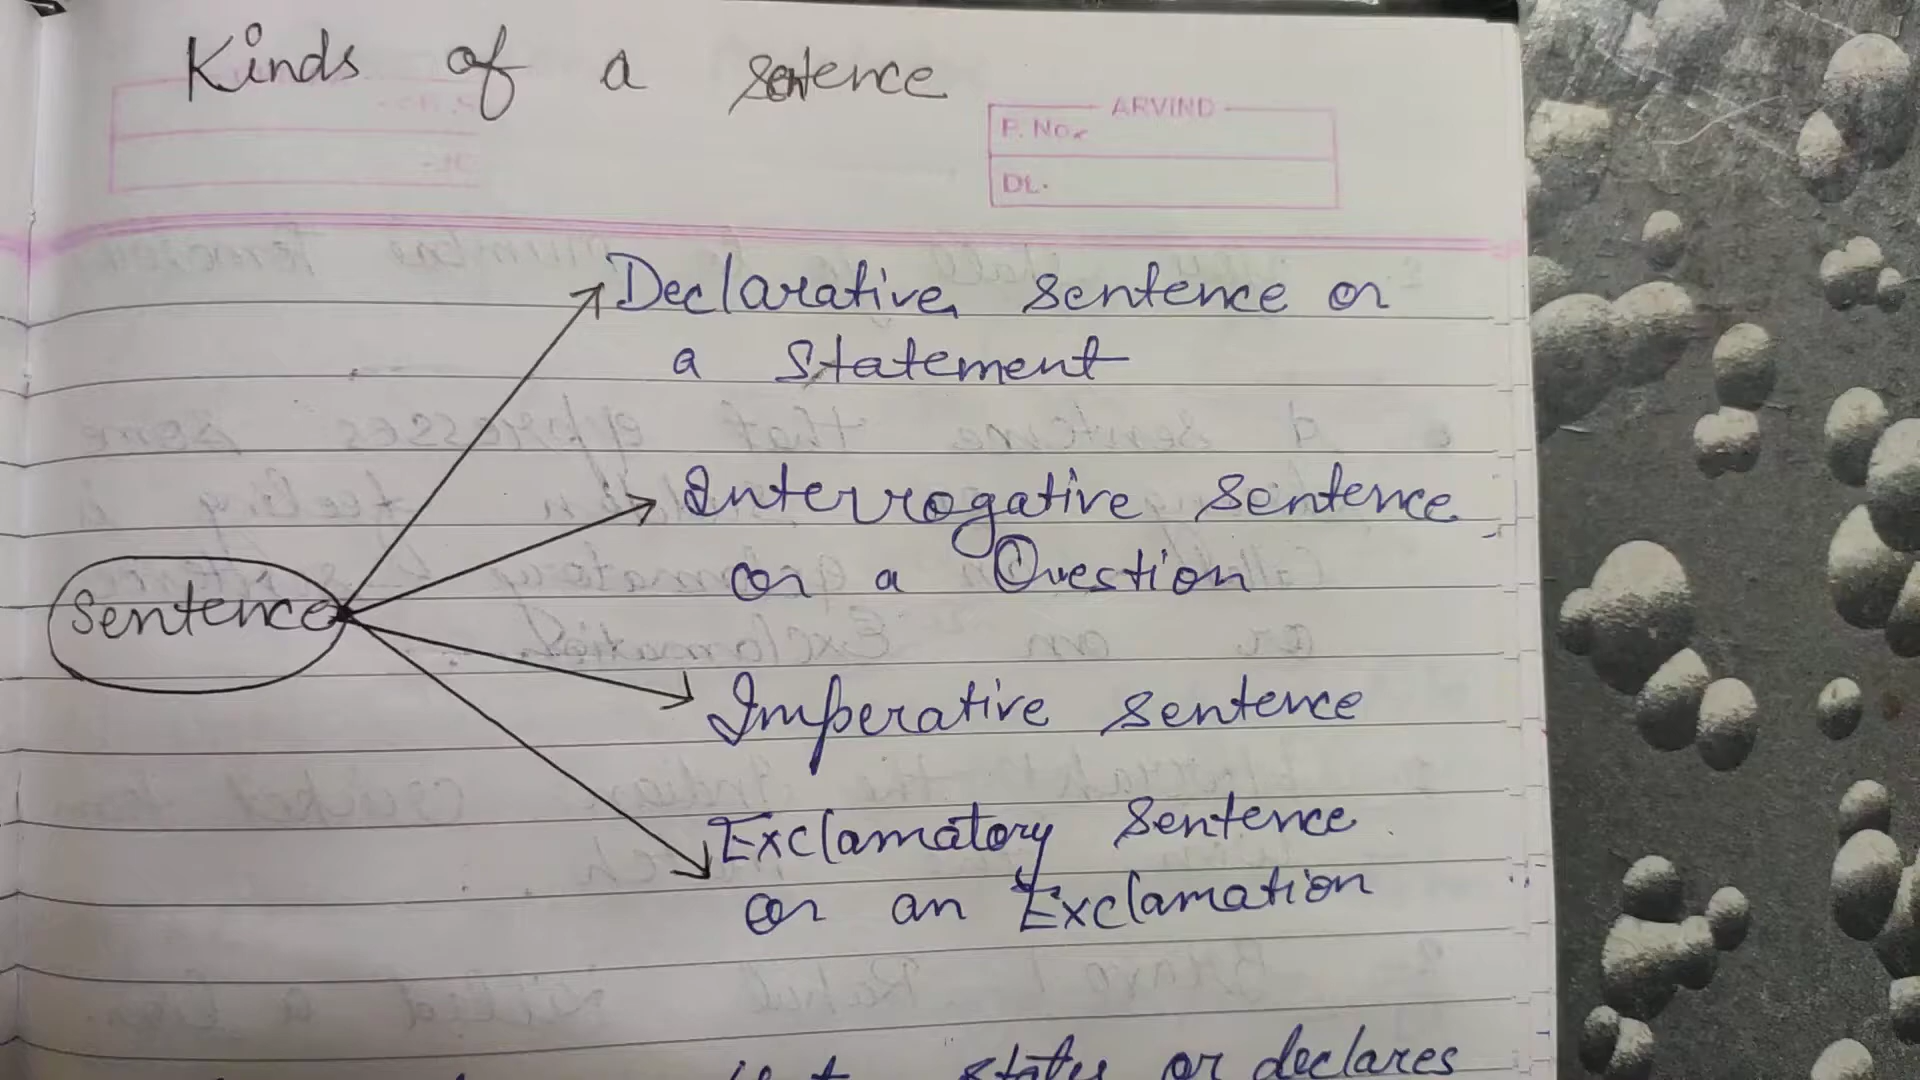 Kinds of a sentence
ARVIND
P. No.
DL.
Declarative sentence or
a statement
Interrogative sentence
or a Question
Sentence
Imperative sentence
Exclamatory sentence
or an Exclamation
states or declares